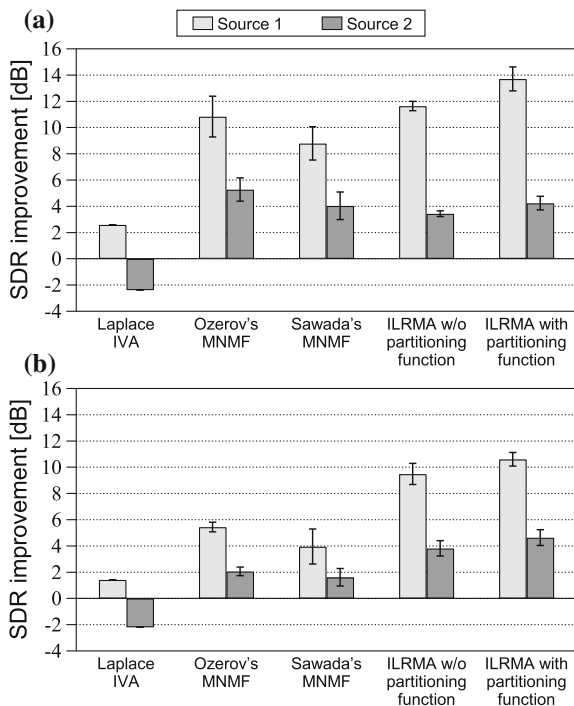 (a)
Source 1 Source 2
SDR improvement [dB]
16
14
12
10
8
6
4
2
0
-2
-4
Laplace IVA
Ozerov's MNMF
Sawada's MNMF
ILRMA w/o partitioning function
ILRMA with partitioning function
(b)
SDR improvement [dB]
16
14
12
10
8
6
4
2
0
-2
-4
Laplace IVA
Ozerov's MNMF
Sawada's MNMF
ILRMA w/o partitioning function
ILRMA with partitioning function